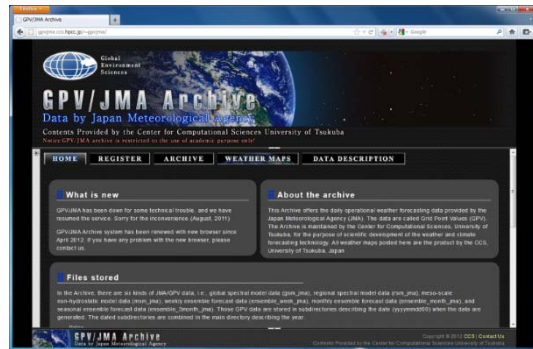 GPV/JMA Archive
Google
Global
Environment
Sciences
GPV/JMA Archive
Data by Japan Meteorological Agency
Contents Provided by the Center for Computational Sciences University of Tsukuba
Notice:GPV/JMA archive is restricted to the use of academic purpose only!
HOME REGISTER ARCHIVE WEATHER MAPS DATA DESCRIPTION
What is new
GPV/JMA has been down for some technical trouble, and we have
resumed the service. Sorry for the inconvenience (August, 2011)
GPV/JMA Archive system has been renewed with new browser since
April 2012. If you have any problem with the new browser, please
contact us.
About the archive
This Archive offers the daily operational weather forecasting data provided by the
Japan Meteorological Agency (JMA). The data are called Grid Point Values (GPV).
The Archive is maintained by the Center for Computational Sciences, University of
Tsukuba, for the purpose of scientific development of the weather and climate
forecasting technology. All weather maps posted here are the product by the CCS,
University of Tsukuba, Japan
Files stored
In the Archive, there are six kinds of JMA/GPV data, i.e., global spectral model data (gsm_jma), regional spectral model data (rsm_jma), meso-scale
non-hydrostatic model data (msm_jma), weekly ensemble forecast data (ensemble_week_jma), monthly ensemble forecast data (ensemble_month_jma), and
seasonal ensemble forecast data (ensemble_3month_jma). Those GPV data are stored in subdirectories describing the date (yyyymmdd00) when the data are
generated. The dated subdirectories are combined in the main directory describing the year.
GPV/JMA Archive
Data by Japan Meteorological Agency
Copyright © 2012 CCS | Contact Us
Contents Provided by the Center for Computational Sciences University of Tsukuba